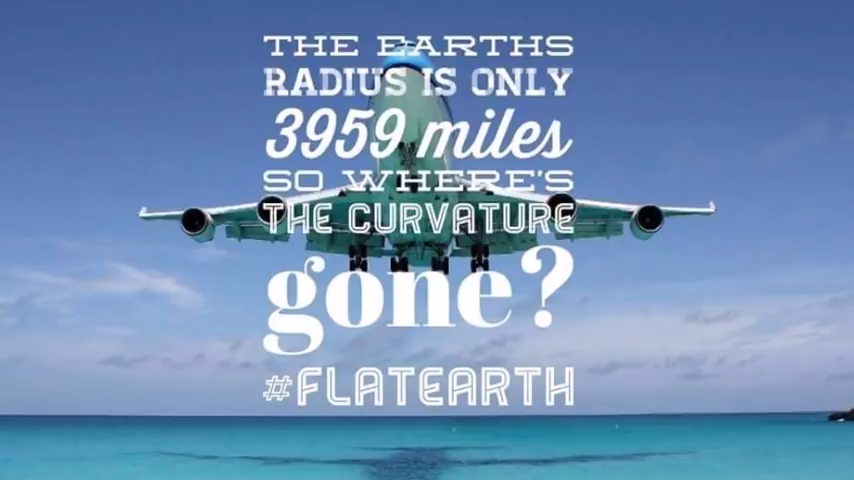 THE EARTHS
RADIUS IS ONLY
3959 miles
SO WHERE'S
THE CURVATURE
gone?
#FLATEARTH